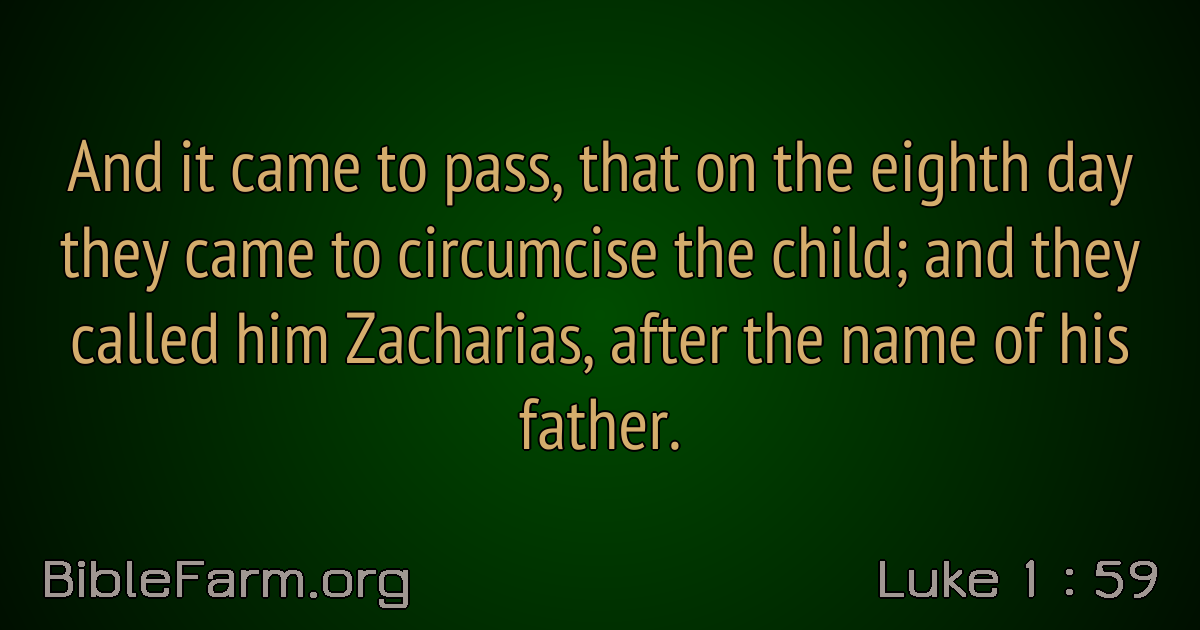 And it came to pass, that on the eighth day
they came to circumcise the child; and they
called him Zacharias, after the name of his
father.
BibleFarm.org
Luke 1 : 59